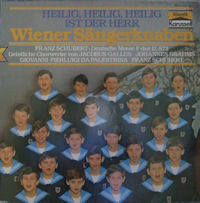 HEILIG, HEILIG, HEILIG
IST DER HERR
Wiener Sängerknaben
FRANZ SCHUBERT · Deutsche Messe F-dur D. 872
Geistliche Chorwerke von JACOBUS GALLUS · JOHANNES BRAHMS
GIOVANNI PIERLUIGI DA PALESTRINA · FRANZ SCHUBERT
Karussell